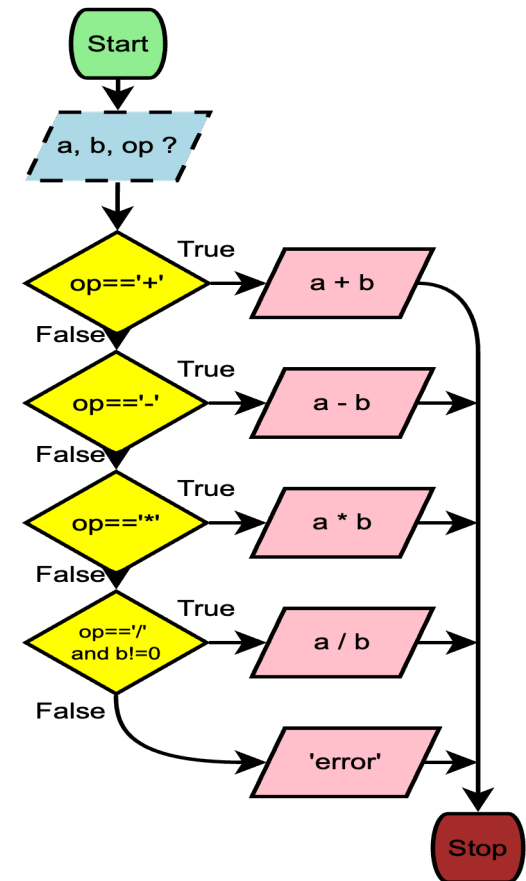 Start
a, b, op ?
True
op=='+'
a + b
False
True
op=='-'
a - b
False
True
op=='*'
a * b
False
True
op=='/'
and b!=0
a / b
False
'error'
Stop